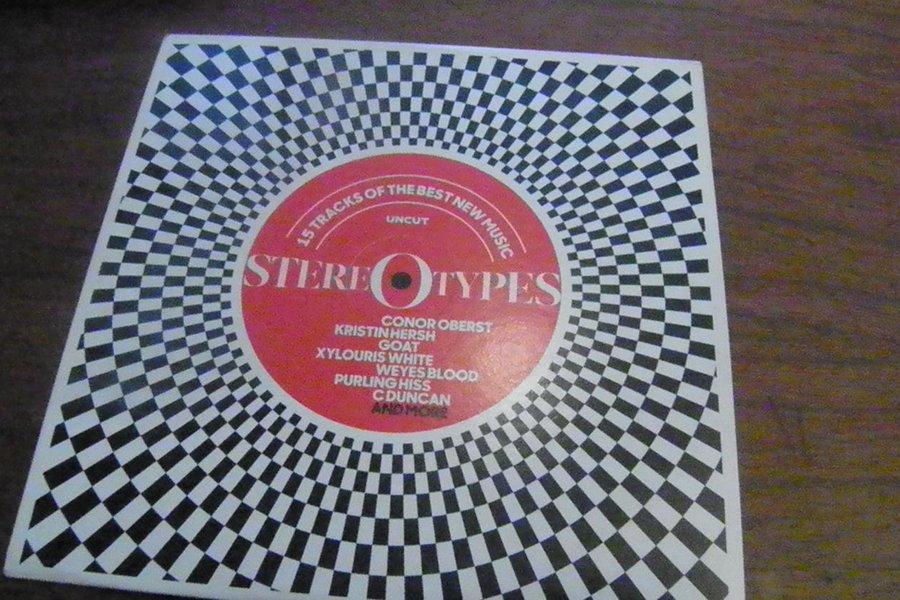 15 TRACKS OF THE BEST NEW MUSIC
UNCUT
STEREOTYPES
CONOR OBERST
KRISTIN HERSH
GOAT
XYLOURIS WHITE
WEYES BLOOD
PURLING HISS
C DUNCAN
AND MORE